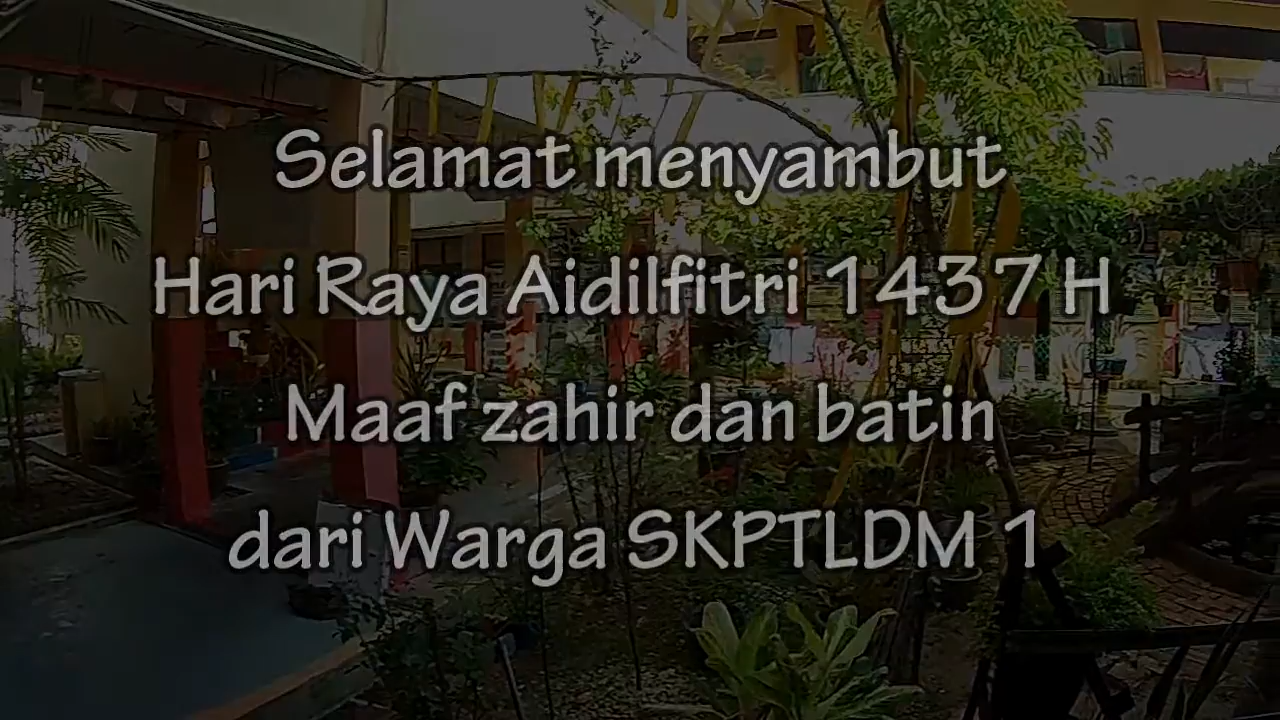 Selamat menyambut
Hari Raya Aidilfitri 1437 H
Maaf zahir dan batin
dari Warga SKPTLDM 1